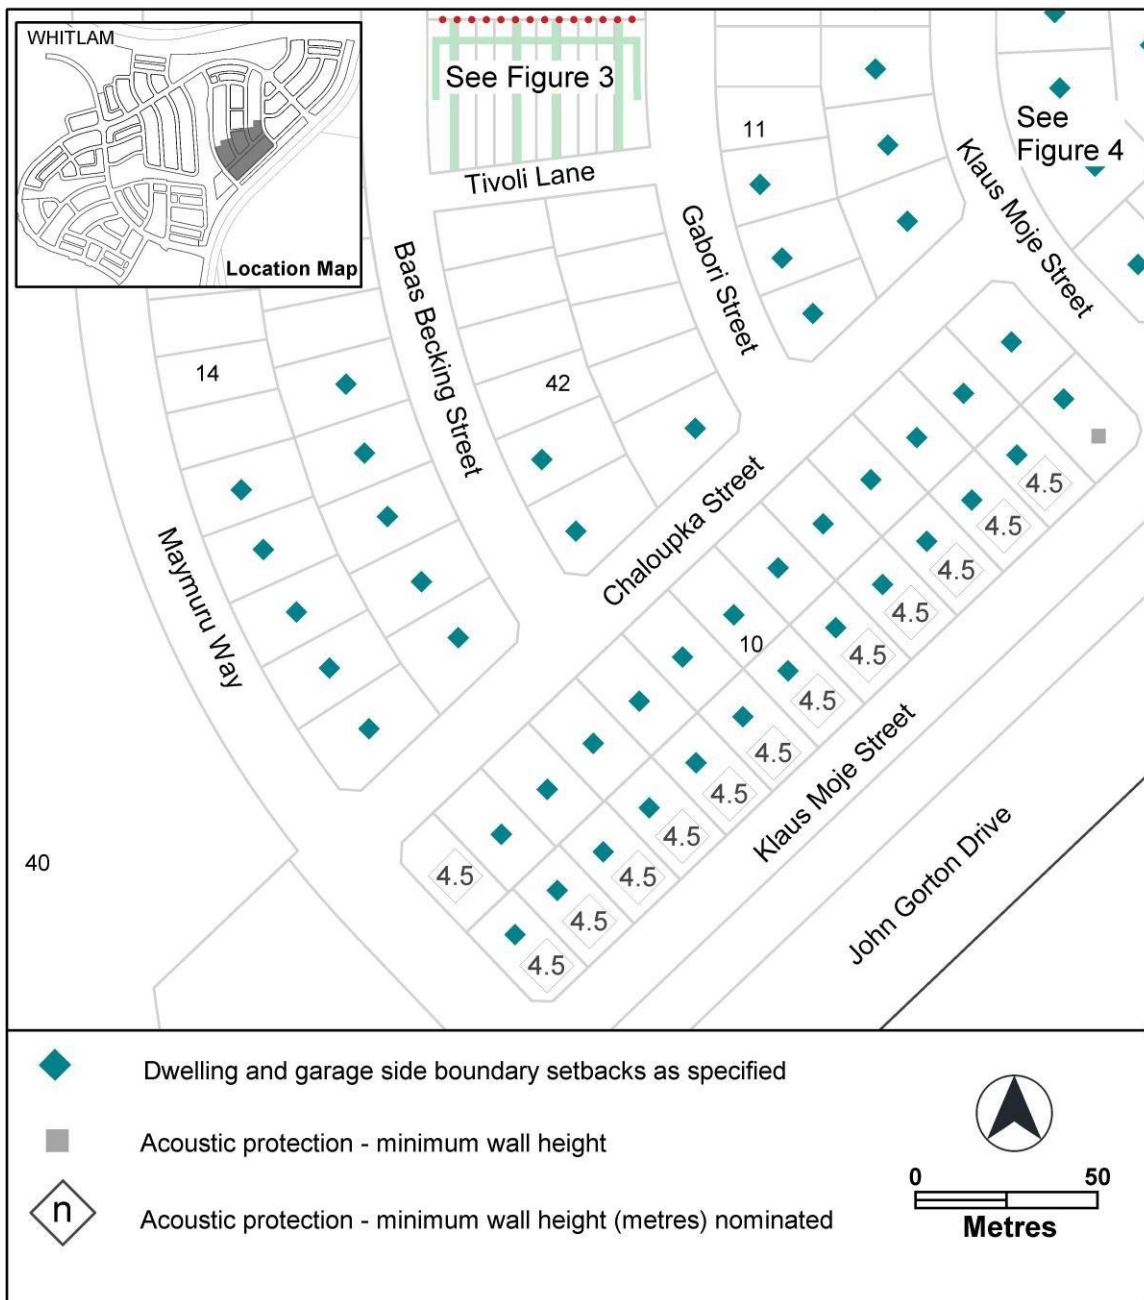 WHITLAM
Location Map
See Figure 3
See
Figure 4
11
Tivoli Lane
Klaus Moje Street
Gabori Street
Baas Becking Street
14
42
Chaloupka Street
Maymuru Way
4.5
4.5
4.5
4.5
4.5
10
4.5
4.5
4.5
4.5
4.5
4.5
4.5
4.5
Klaus Moje Street
John Gorton Drive
40
Dwelling and garage side boundary setbacks as specified
Acoustic protection - minimum wall height
n
Acoustic protection - minimum wall height (metres) nominated
0 50
Metres